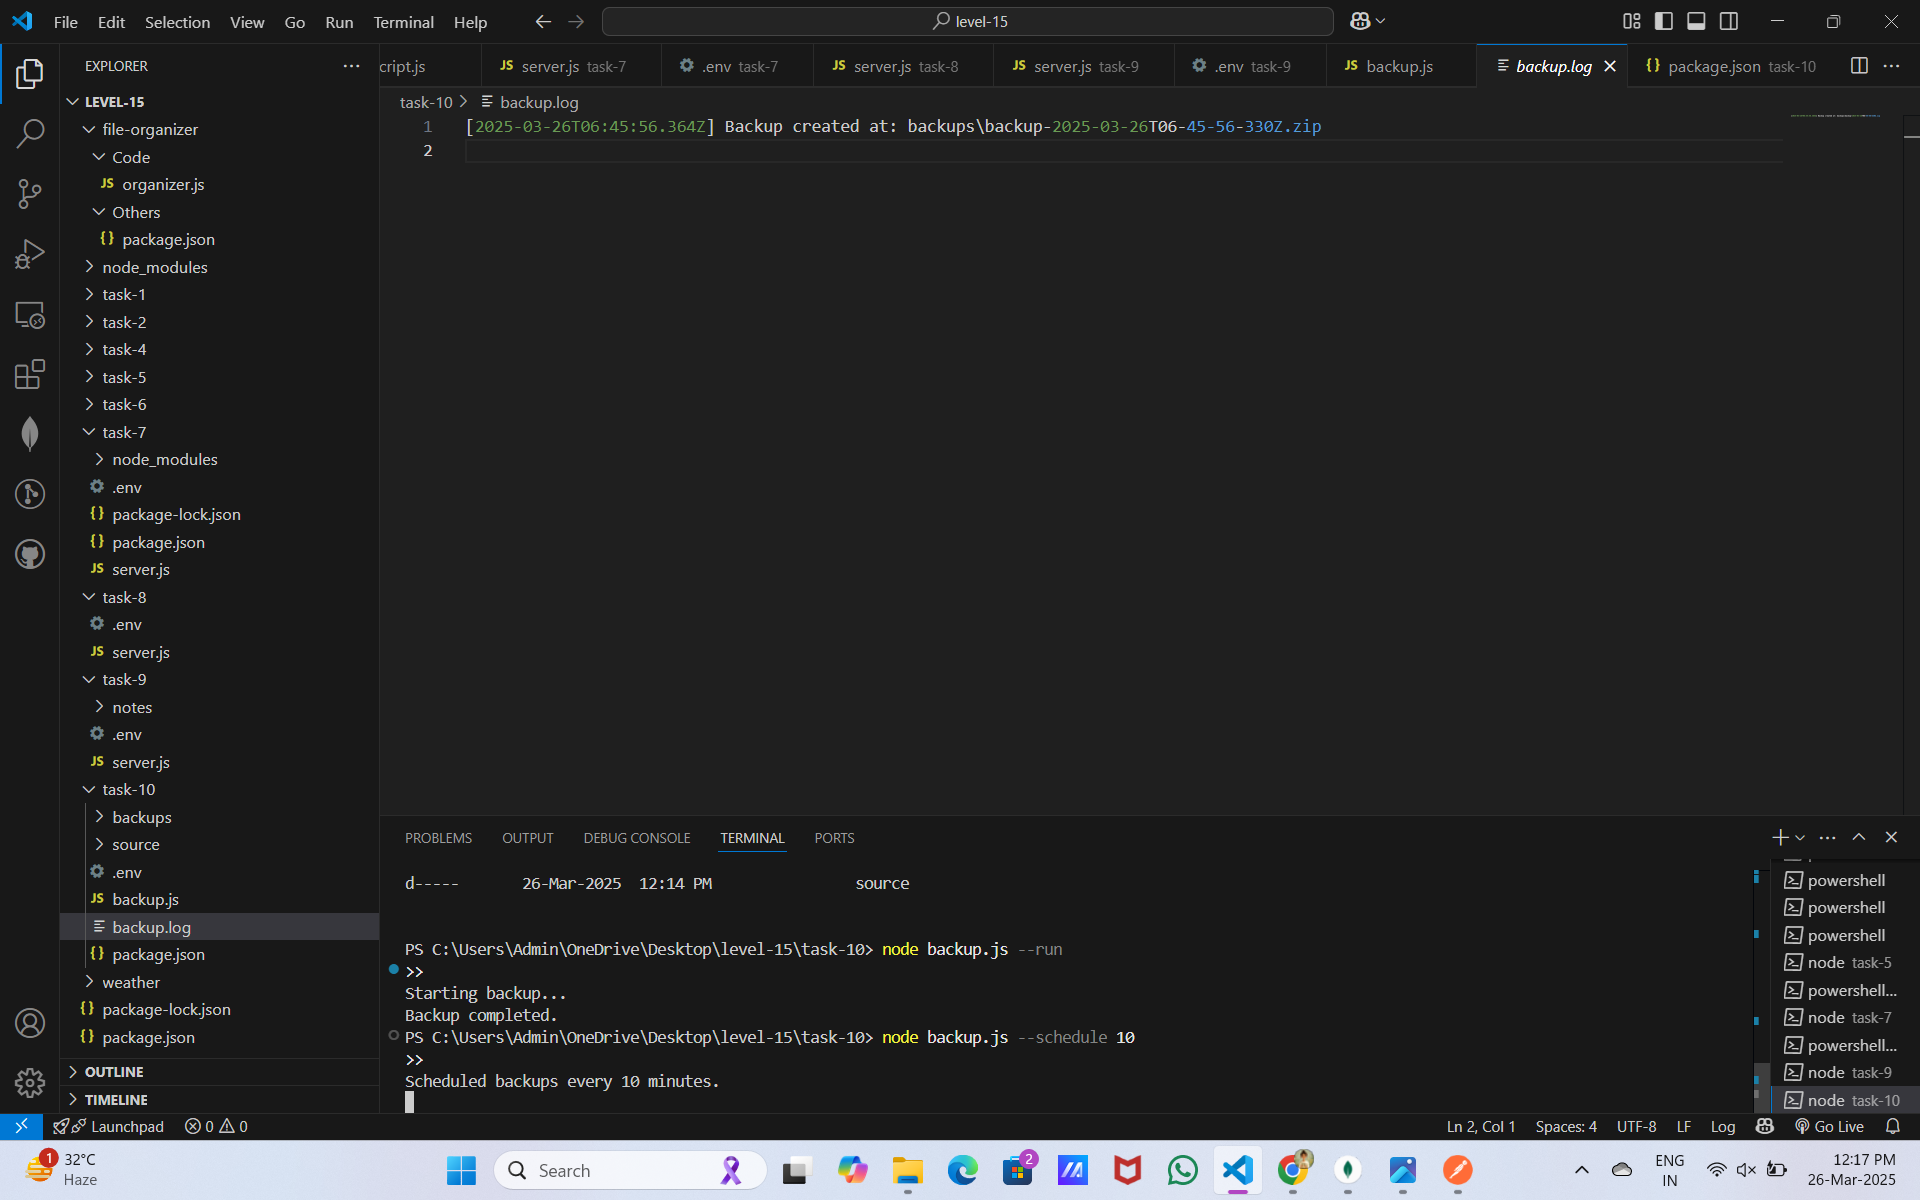 File Edit Selection View Go Run Terminal Help
level-15
EXPLORER
LEVEL-15
file-organizer
Code
JS organizer.js
Others
{} package.json
node_modules
task-1
task-2
task-4
task-5
task-6
task-7
node_modules
.env
{} package-lock.json
{} package.json
JS server.js
task-8
.env
JS server.js
task-9
notes
.env
JS server.js
task-10
backups
source
.env
JS backup.js
backup.log
{} package.json
weather
{} package-lock.json
{} package.json
OUTLINE
TIMELINE
cript.js
JS server.js task-7
.env task-7
JS server.js task-8
JS server.js task-9
.env task-9
JS backup.js
backup.log
{} package.json task-10
task-10 > backup.log
1 [2025-03-26T06:45:56.364Z] Backup created at: backups\backup-2025-03-26T06-45-56-330Z.zip
2
PROBLEMS OUTPUT DEBUG CONSOLE TERMINAL PORTS
d----- 26-Mar-2025 12:14 PM source
PS C:\Users\Admin\OneDrive\Desktop\level-15\task-10> node backup.js --run
>>
Starting backup...
Backup completed.
PS C:\Users\Admin\OneDrive\Desktop\level-15\task-10> node backup.js --schedule 10
>>
Scheduled backups every 10 minutes.
powershell
powershell
powershell
node task-5
powershell...
node task-7
powershell...
node task-9
node task-10
Launchpad 0 0
Ln 2, Col 1 Spaces: 4 UTF-8 LF Log Go Live
1
32°C
Haze
Search
2
ENG
IN
12:17 PM
26-Mar-2025